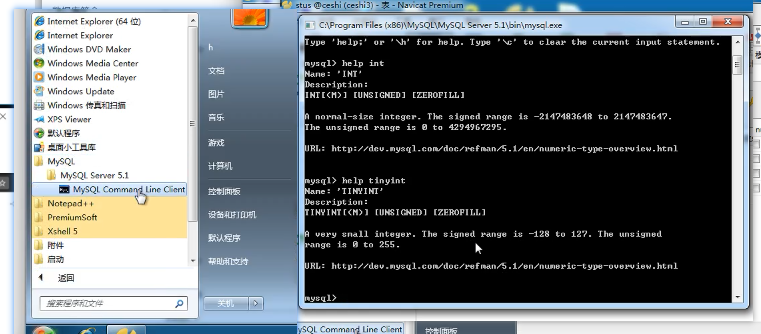 stus @ceshi (ceshi3) - 表 - Navicat Premium
Internet Explorer (64 位)
Internet Explorer
Windows DVD Maker
Windows Media Center
Windows Media Player
Windows Update
Windows 传真和扫描
XPS Viewer
默认程序
桌面小工具库
MySQL
MySQL Server 5.1
MySQL Command Line Client
Notepad++
PremiumSoft
Xshell 5
附件
启动
返回
搜索程序和文件
h
文档
图片
音乐
游戏
计算机
控制面板
设备和打印机
默认程序
帮助和支持
关机
C:\Program Files (x86)\MySQL\MySQL Server 5.1\bin\mysql.exe
Type 'help;' or '\h' for help. Type '\c' to clear the current input statement.
mysql> help int
Name: 'INT'
Description:
INT[(M)] [UNSIGNED] [ZEROFILL]
A normal-size integer. The signed range is -2147483648 to 2147483647.
The unsigned range is 0 to 4294967295.
URL: http://dev.mysql.com/doc/refman/5.1/en/numeric-type-overview.html
mysql> help tinyint
Name: 'TINYINT'
Description:
TINYINT[(M)] [UNSIGNED] [ZEROFILL]
A very small integer. The signed range is -128 to 127. The unsigned
range is 0 to 255.
URL: http://dev.mysql.com/doc/refman/5.1/en/numeric-type-overview.html
mysql>
MySQL Command Line Client
控制面板